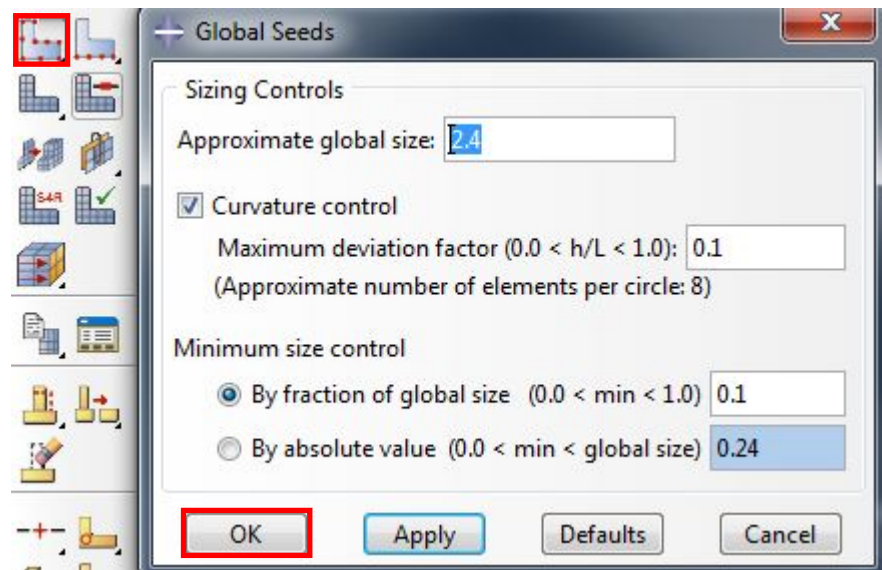 Global Seeds
X
Sizing Controls
Approximate global size: 2.4
Curvature control
Maximum deviation factor (0.0 < h/L < 1.0): 0.1
(Approximate number of elements per circle: 8)
Minimum size control
By fraction of global size (0.0 < min < 1.0) 0.1
By absolute value (0.0 < min < global size) 0.24
OK Apply Defaults Cancel
S4R